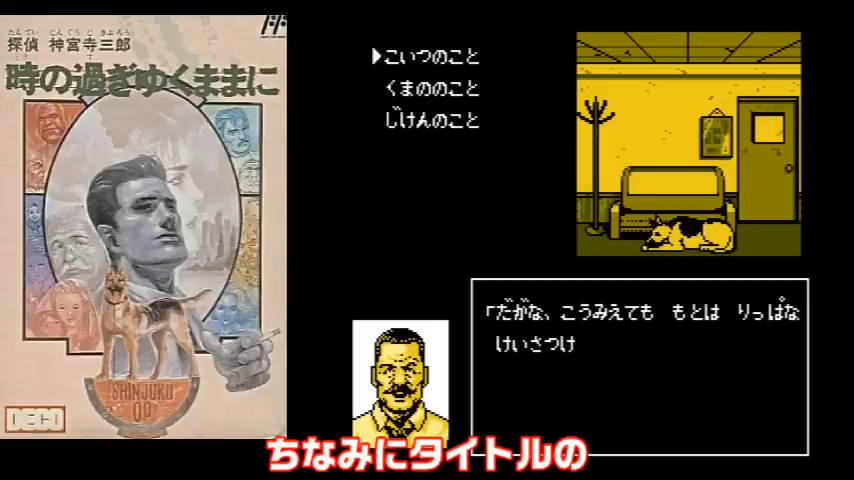 たんてい じんぐうじさぶろう
探偵 神宮寺三郎
時の過ぎゆくままに
SHINJUKU
09
こいつのこと
くまののこと
じけんのこと
「だがな、こうみえても もとは りっぱな
けいさつけ
ちなみにタイトルの